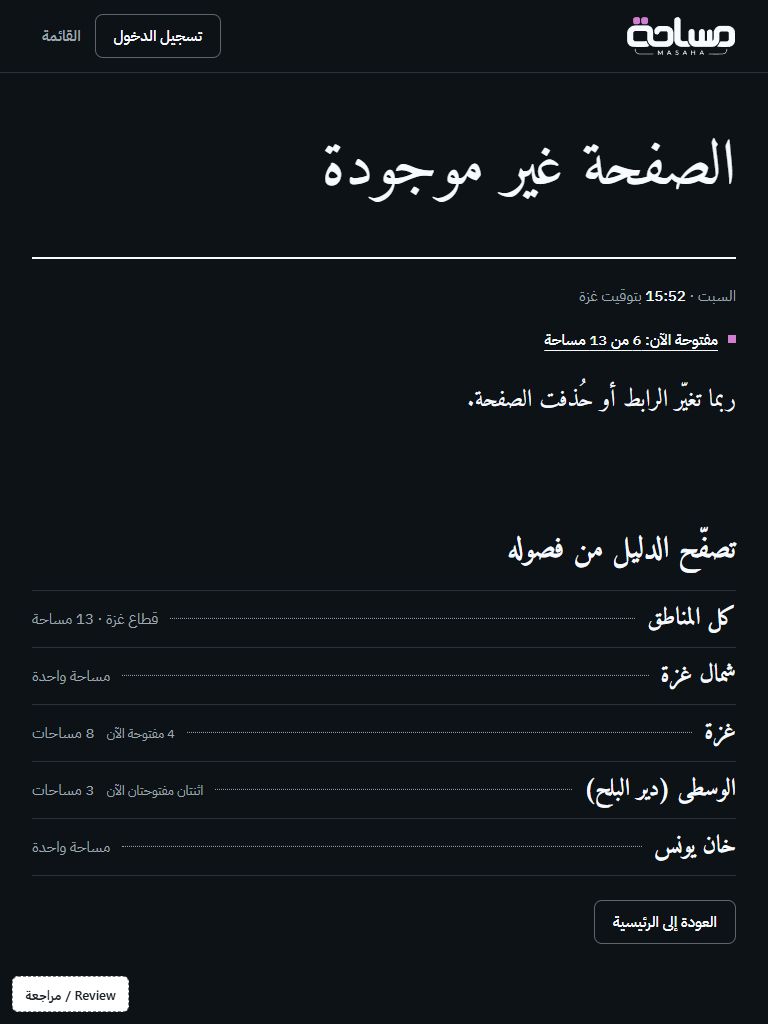 مساحة
MASAHA
تسجيل الدخول
القائمة
الصفحة غير موجودة
السبت · 15:52 بتوقيت غزة
مفتوحة الآن: 6 من 13 مساحة
ربما تغيّر الرابط أو حُذفت الصفحة.
تصفّح الدليل من فصوله
كل المناطق قطاع غزة · 13 مساحة
شمال غزة مساحة واحدة
غزة 4 مفتوحة الآن 8 مساحات
الوسطى (دير البلح) اثنتان مفتوحتان الآن 3 مساحات
خان يونس مساحة واحدة
العودة إلى الرئيسية
Review / مراجعة